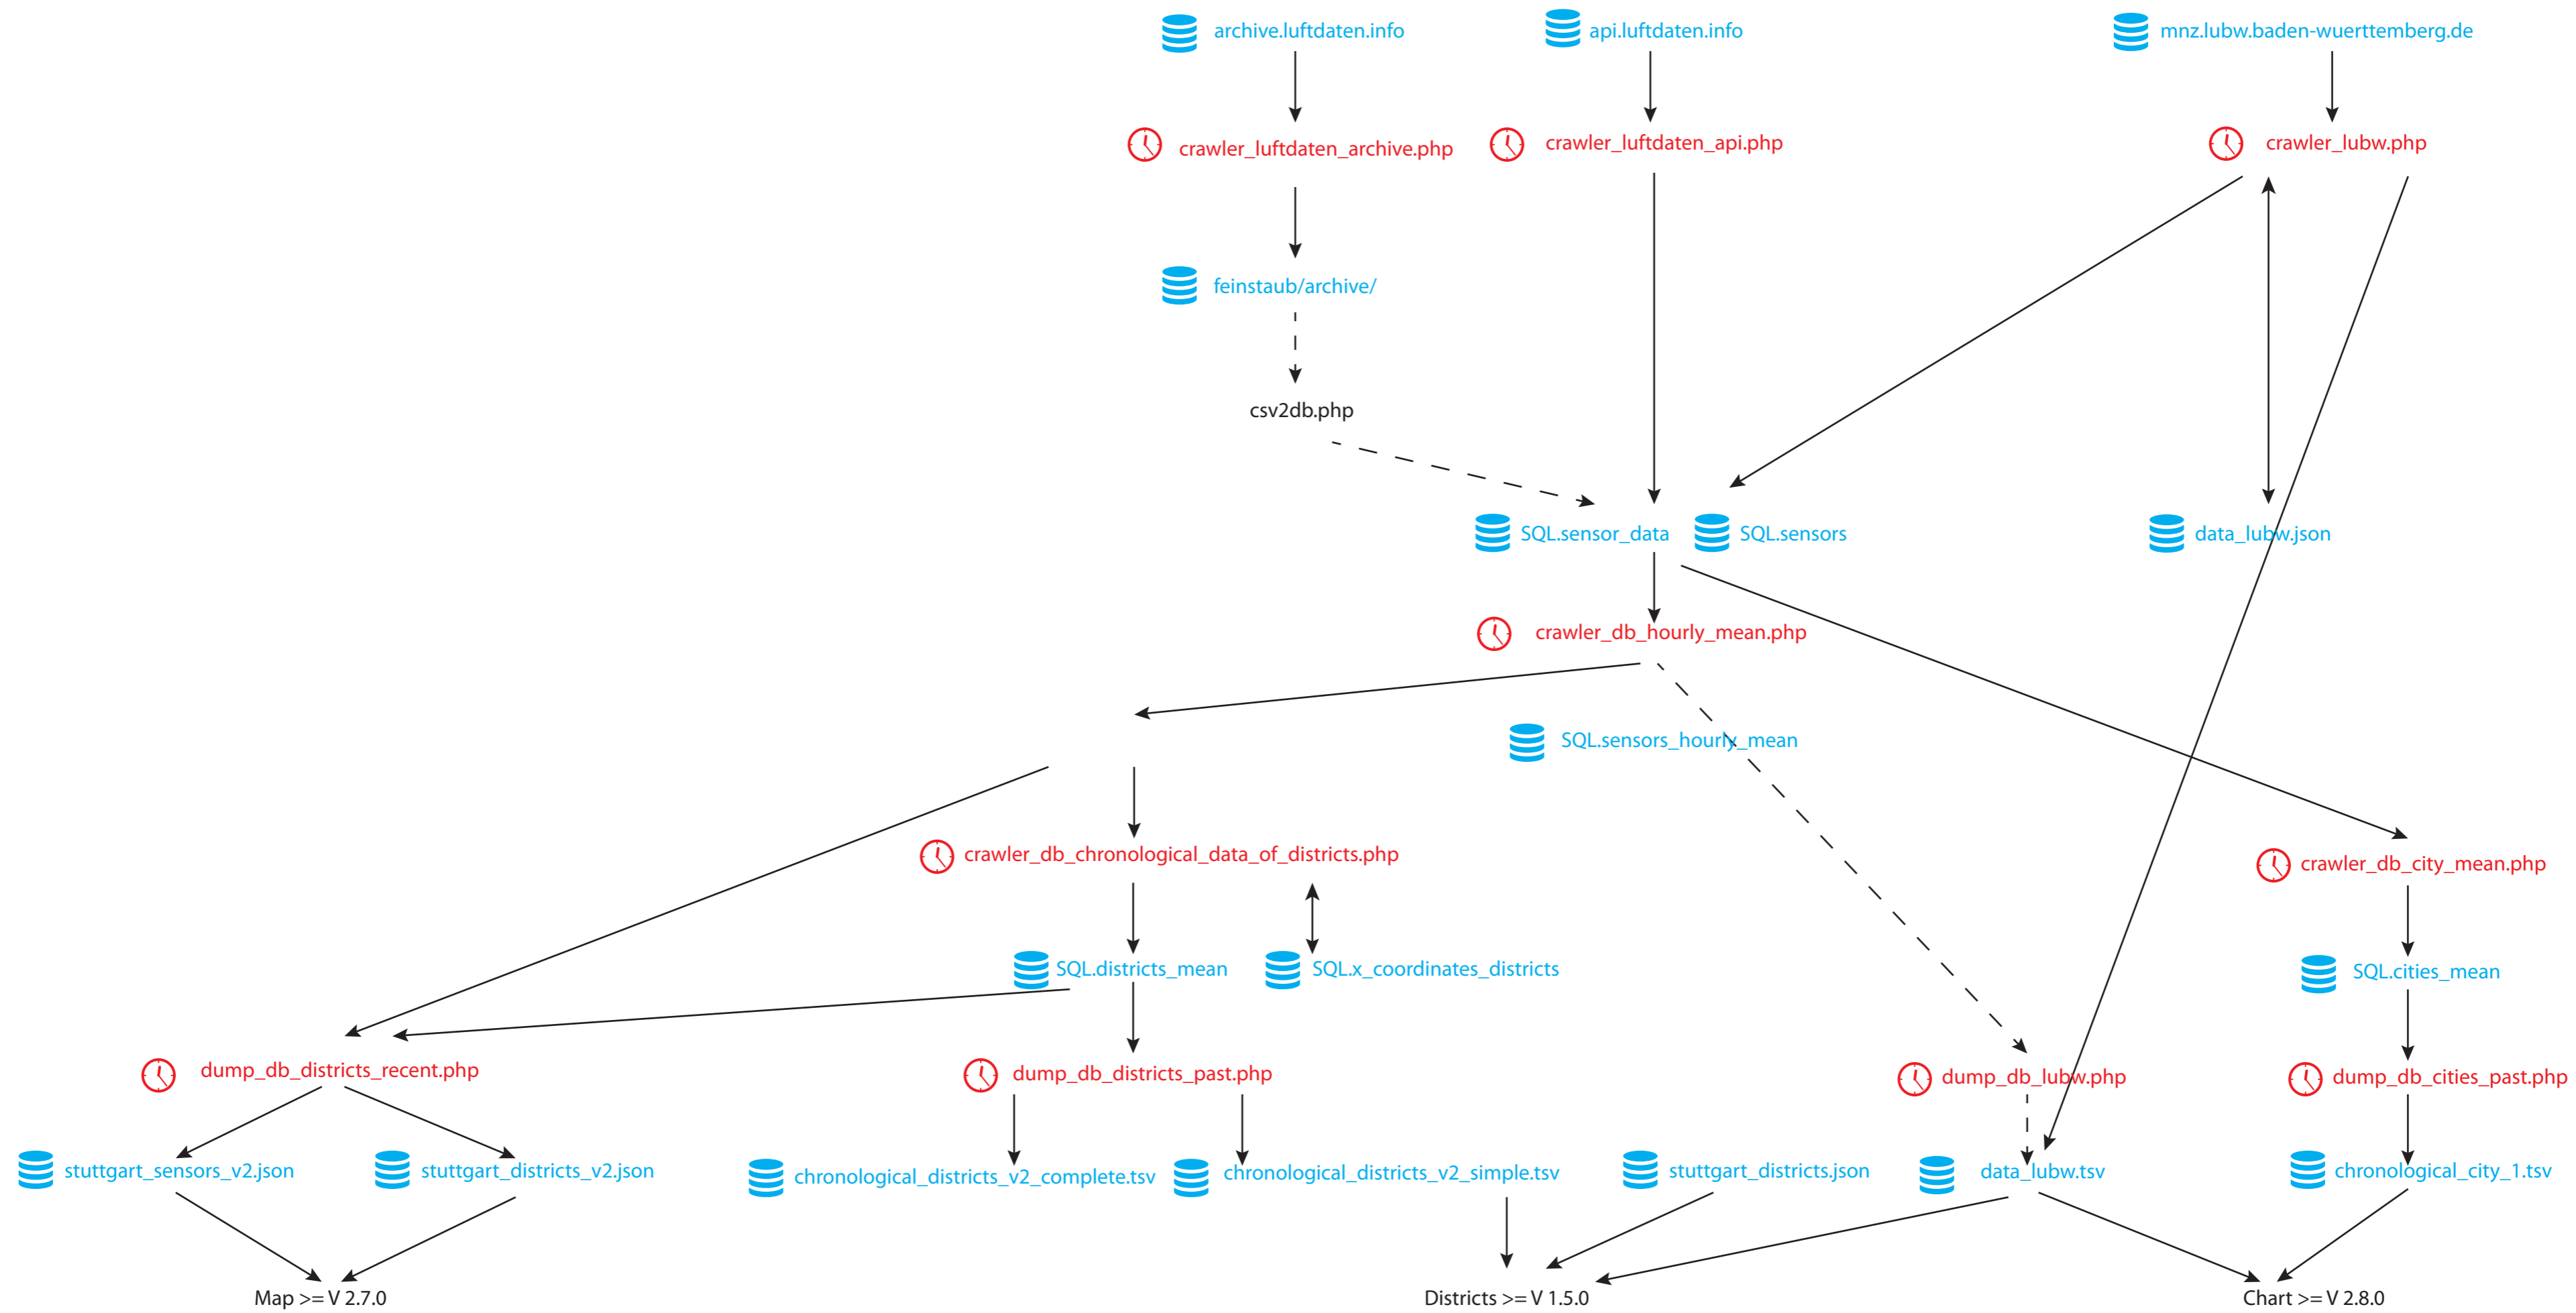 archive.luftdaten.info
api.luftdaten.info
mnz.lubw.baden-wuerttemberg.de
crawler_luftdaten_archive.php
crawler_luftdaten_api.php
crawler_lubw.php
feinstaub/archive/
csv2db.php
SQL.sensor_data
SQL.sensors
data_lubw.json
crawler_db_hourly_mean.php
SQL.sensors_hourly_mean
crawler_db_chronological_data_of_districts.php
crawler_db_city_mean.php
SQL.districts_mean
SQL.x_coordinates_districts
SQL.cities_mean
dump_db_districts_recent.php
dump_db_districts_past.php
dump_db_lubw.php
dump_db_cities_past.php
stuttgart_sensors_v2.json
stuttgart_districts_v2.json
chronological_districts_v2_complete.tsv
chronological_districts_v2_simple.tsv
stuttgart_districts.json
data_lubw.tsv
chronological_city_1.tsv
Map >= V 2.7.0
Districts >= V 1.5.0
Chart >= V 2.8.0